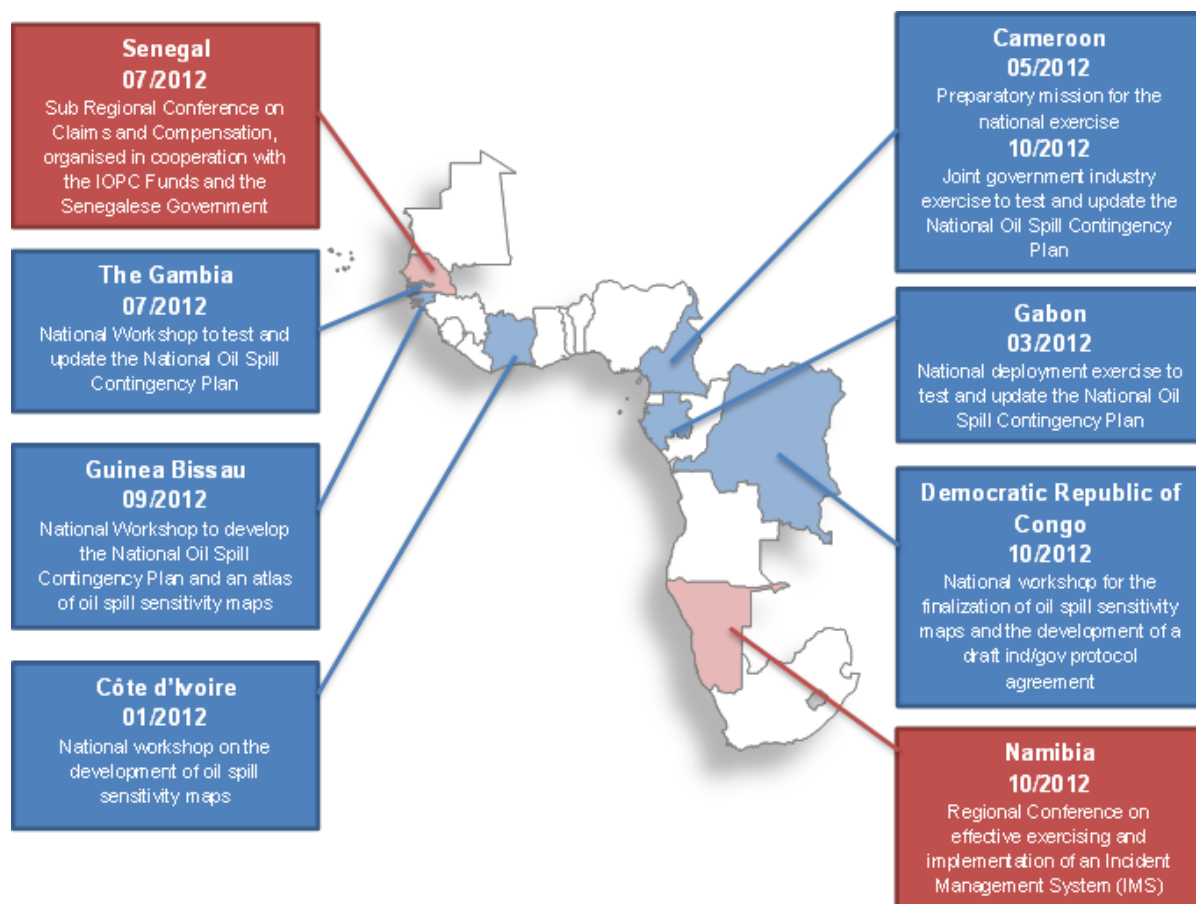 Senegal
07/2012
Sub Regional Conference on
Claims and Compensation,
organised in cooperation with
the IOPC Funds and the
Senegalese Government
The Gambia
07/2012
National Workshop to test and
update the National Oil Spill
Contingency Plan
Guinea Bissau
09/2012
National Workshop to develop
the National Oil Spill
Contingency Plan and an atlas
of oil spill sensitivity maps
Côte d'Ivoire
01/2012
National workshop on the
development of oil spill
sensitivity maps
Cameroon
05/2012
Preparatory mission for the
national exercise
10/2012
Joint government industry
exercise to test and update the
National Oil Spill Contingency
Plan
Gabon
03/2012
National deployment exercise to
test and update the National Oil
Spill Contingency Plan
Democratic Republic of
Congo
10/2012
National workshop for the
finalization of oil spill sensitivity
maps and the development of a
draft ind/gov protocol
agreement
Namibia
10/2012
Regional Conference on
effective exercising and
implementation of an Incident
Management System (IMS)